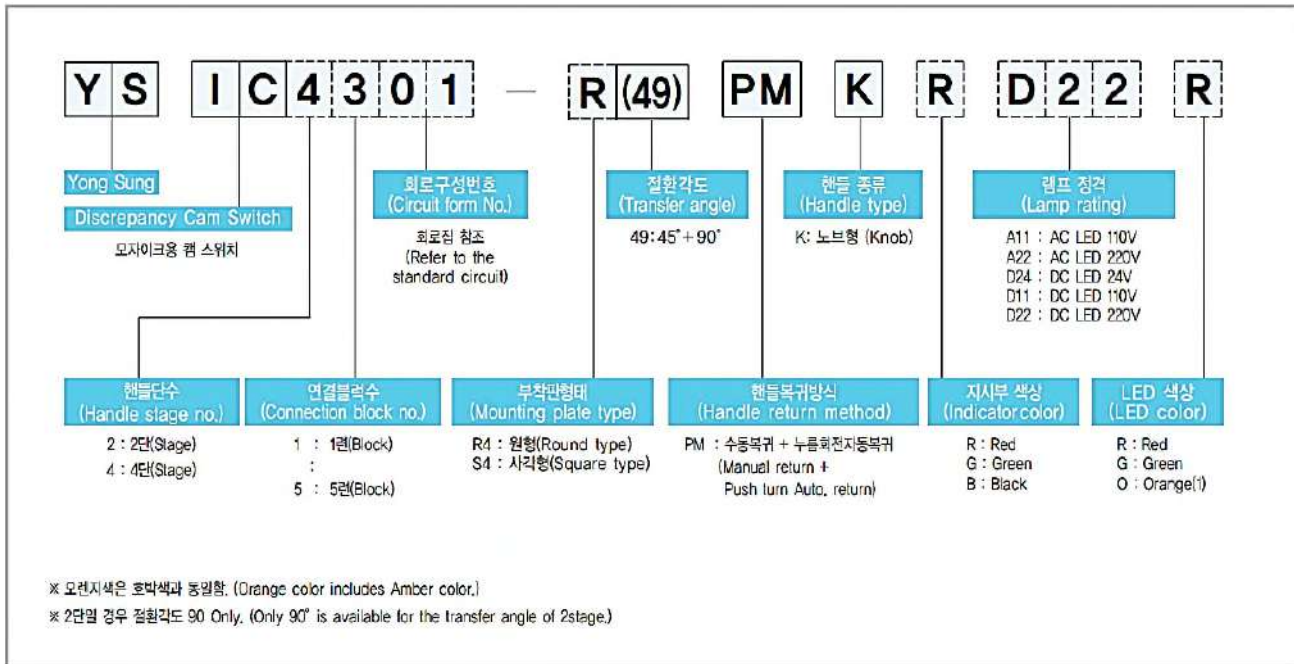 YS IC4301 — R(49) PM K R D22 R
Yong Sung
Discrepancy Cam Switch
모자이크용 캠 스위치
회로구성번호
(Circuit form No.)
회로집 참조
(Refer to the
standard circuit)
절환각도
(Transfer angle)
49:45°+90°
핸들 종류
(Handle type)
K: 노브형 (Knob)
램프 정격
(Lamp rating)
A11 : AC LED 110V
A22 : AC LED 220V
D24 : DC LED 24V
D11 : DC LED 110V
D22 : DC LED 220V
핸들단수
(Handle stage no.)
2 : 2단(Stage)
4 : 4단(Stage)
연결블럭수
(Connection block no.)
1 : 1련(Block)
:
5 : 5련(Block)
부착판형태
(Mounting plate type)
R4 : 원형(Round type)
S4 : 사각형(Square type)
핸들복귀방식
(Handle return method)
PM : 수동복귀 + 누름회전자동복귀
(Manual return +
Push turn Auto. return)
지시부 색상
(Indicator color)
R : Red
G : Green
B : Black
LED 색상
(LED color)
R : Red
G : Green
O : Orange(1)
※ 오렌지색은 호박색과 동일함. (Orange color includes Amber color.)
※ 2단일 경우 절환각도 90 Only. (Only 90° is available for the transfer angle of 2stage.)